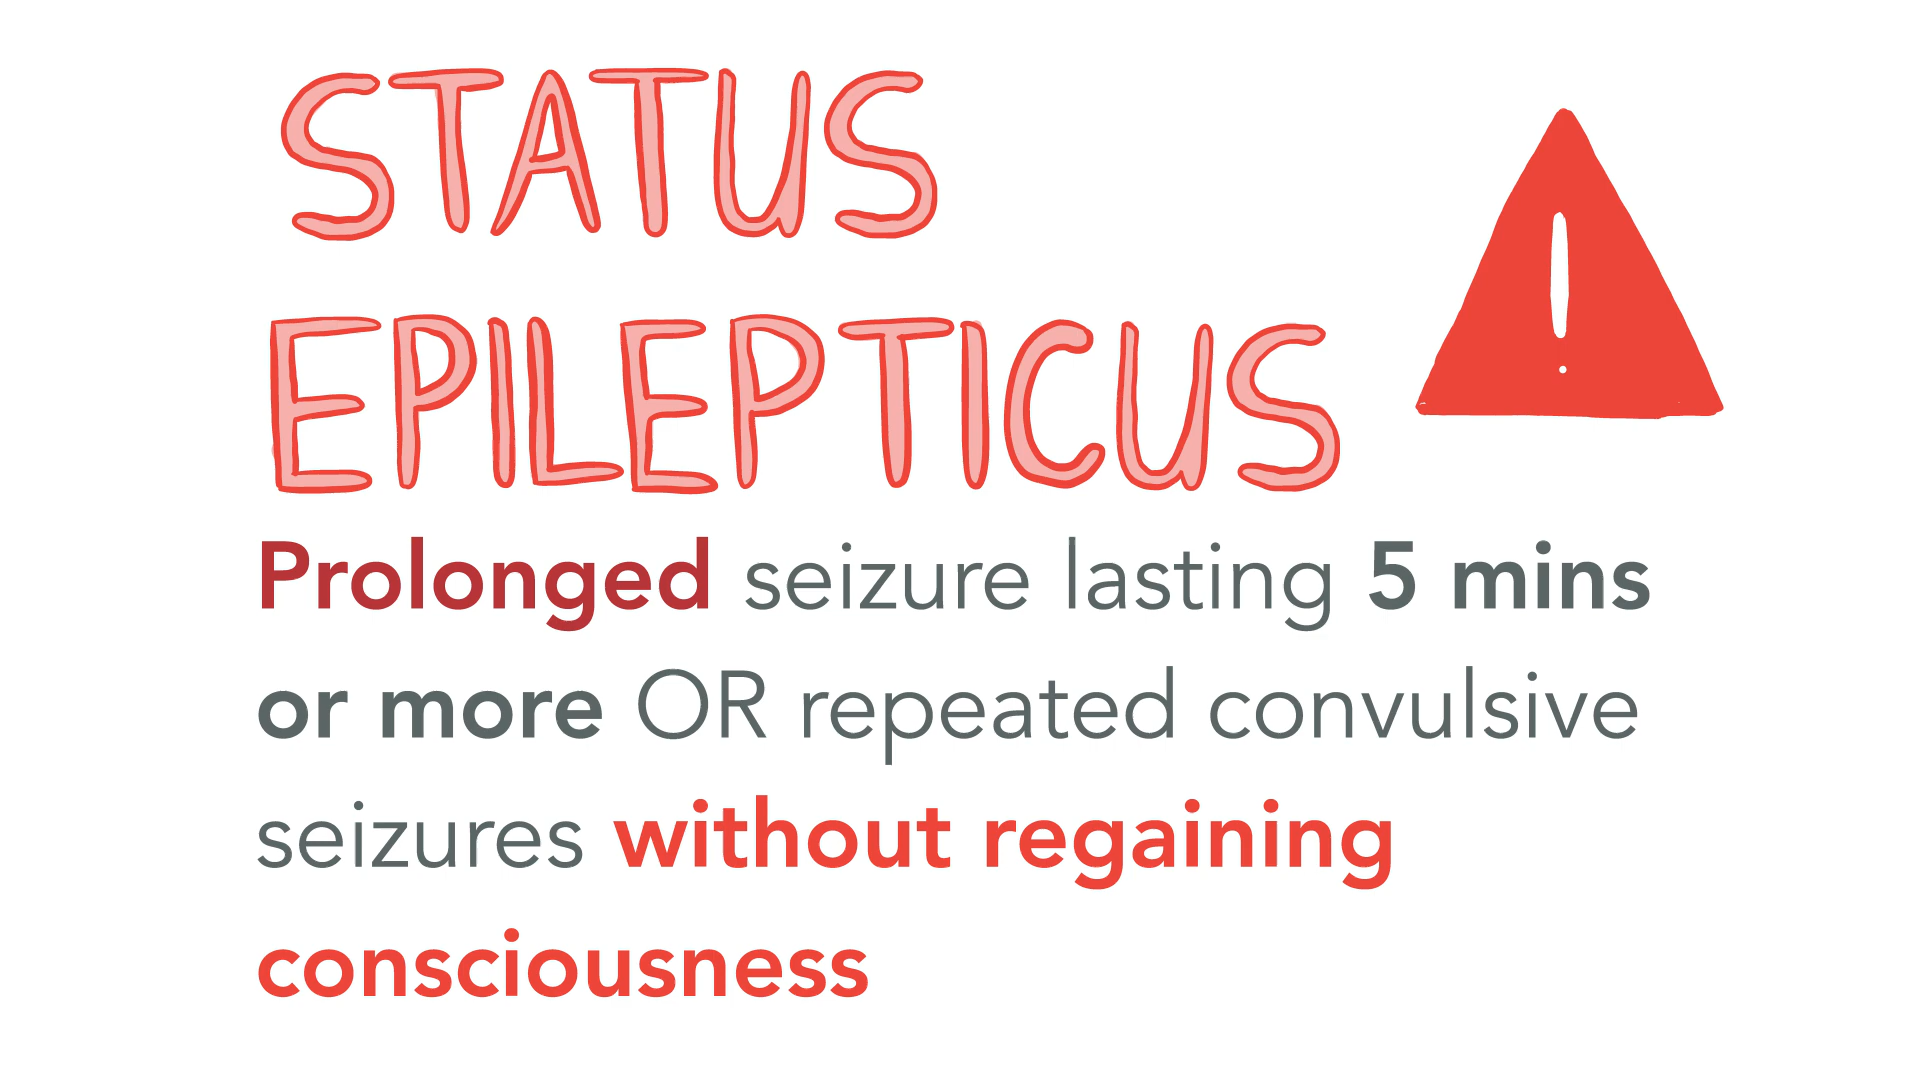 STATUS
EPILEPTICUS
Prolonged seizure lasting 5 mins
or more OR repeated convulsive
seizures without regaining
consciousness